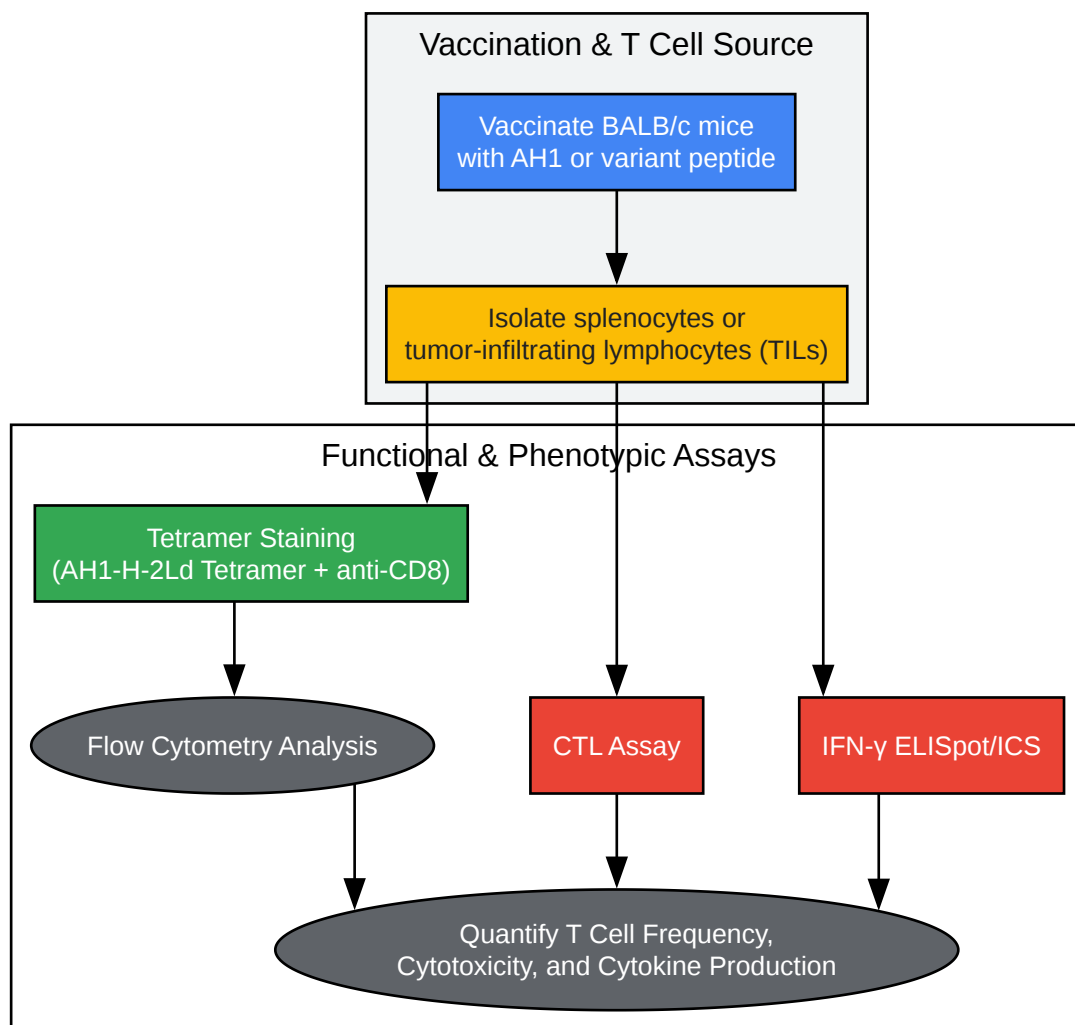 Vaccination & T Cell Source
Vaccinate BALB/c mice
with AH1 or variant peptide
Isolate splenocytes or
tumor-infiltrating lymphocytes (TILs)
Functional & Phenotypic Assays
Tetramer Staining
(AH1-H-2Ld Tetramer + anti-CD8)
Flow Cytometry Analysis
CTL Assay
IFN-γ ELISpot/ICS
Quantify T Cell Frequency,
Cytotoxicity, and Cytokine Production